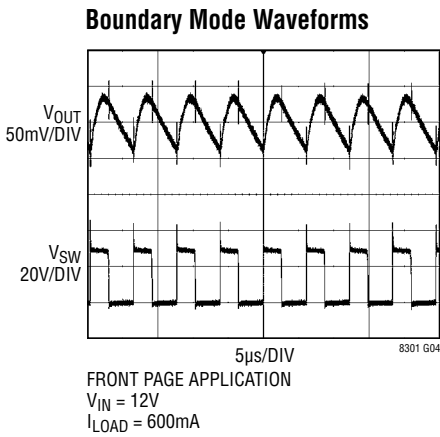 Boundary Mode Waveforms
VOUT
50mV/DIV
VSW
20V/DIV
5µs/DIV
8301 G04
FRONT PAGE APPLICATION
VIN = 12V
ILOAD = 600mA